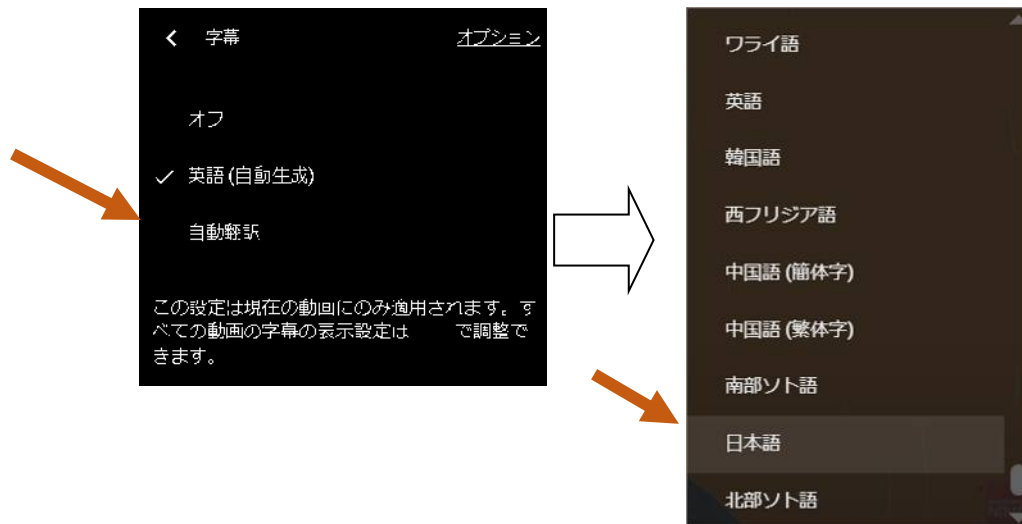 字幕
オプション
オフ
英語 (自動生成)
自動翻訳
この設定は現在の動画にのみ適用されます。す
べての動画の字幕の表示設定は で調整で
きます。
ワライ語
英語
韓国語
西フリジア語
中国語 (簡体字)
中国語 (繁体字)
南部ソト語
日本語
北部ソト語